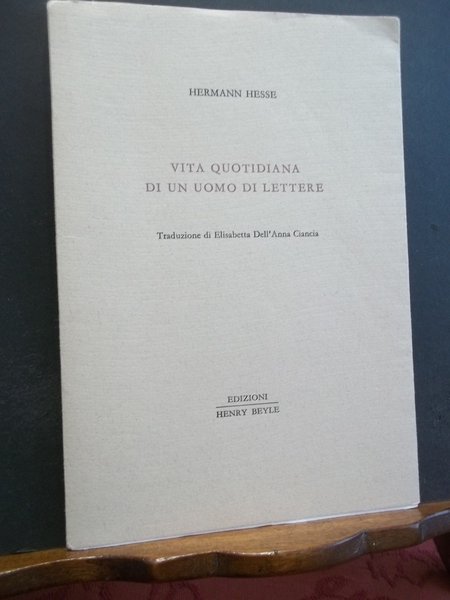 HERMANN HESSE
VITA QUOTIDIANA
DI UN UOMO DI LETTERE
Traduzione di Elisabetta Dell'Anna Ciancia
EDIZIONI
HENRY BEYLE